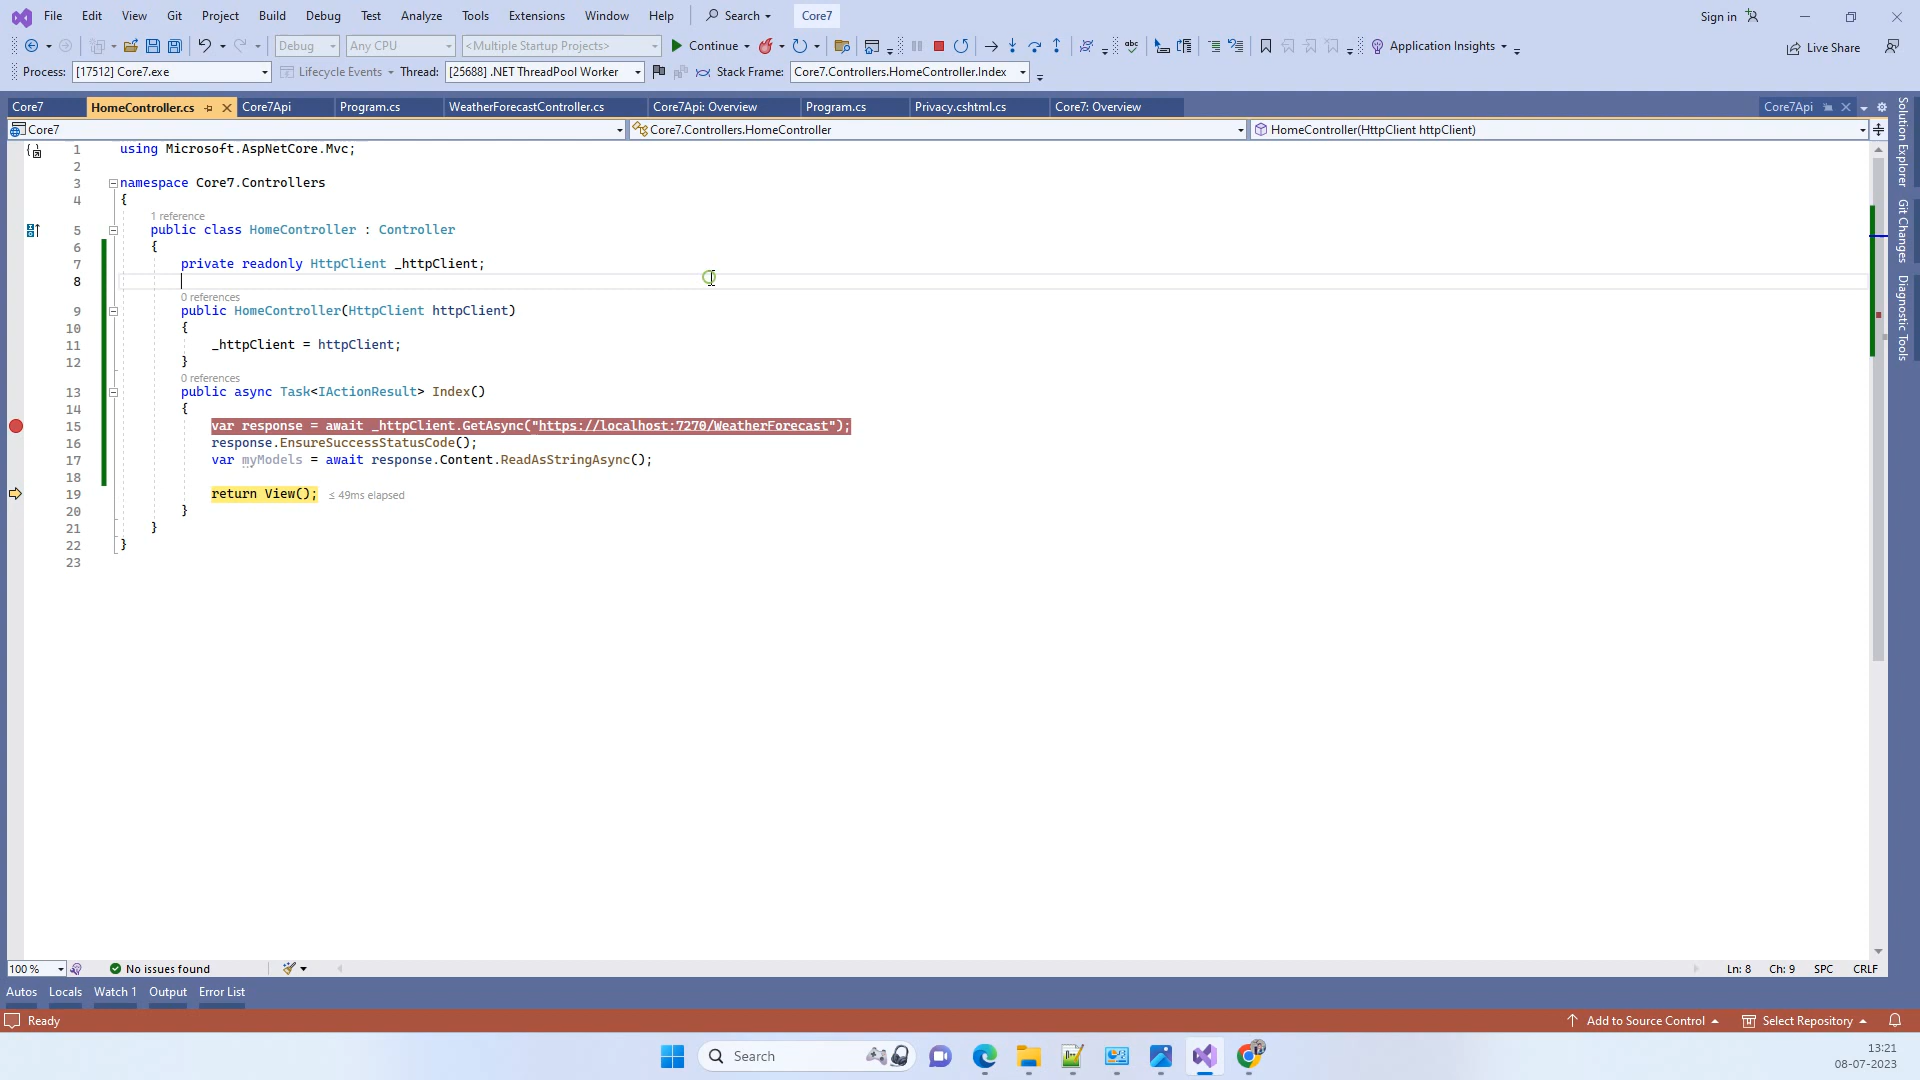 File Edit View Git Project Build Debug Test Analyze Tools Extensions Window Help Search Core7 Sign in
Debug Any CPU <Multiple Startup Projects> Continue Application Insights Live Share
Process: [17512] Core7.exe Lifecycle Events Thread: [25688] .NET ThreadPool Worker Stack Frame: Core7.Controllers.HomeController.Index
Core7 HomeController.cs Core7Api Program.cs WeatherForecastController.cs Core7Api: Overview Program.cs Privacy.cshtml.cs Core7: Overview Core7Api
Core7 Core7.Controllers.HomeController HomeController(HttpClient httpClient)
1 using Microsoft.AspNetCore.Mvc;
2
3 namespace Core7.Controllers
4 {
1 reference
5 public class HomeController : Controller
6 {
7 private readonly HttpClient _httpClient;
8
0 references
9 public HomeController(HttpClient httpClient)
10 {
11 _httpClient = httpClient;
12 }
0 references
13 public async Task<IActionResult> Index()
14 {
15 var response = await _httpClient.GetAsync("https://localhost:7270/WeatherForecast");
16 response.EnsureSuccessStatusCode();
17 var myModels = await response.Content.ReadAsStringAsync();
18
19 return View(); ≤ 49ms elapsed
20 }
21 }
22 }
23
Solution Explorer
Git Changes
Diagnostic Tools
100 % No issues found Ln: 8 Ch: 9 SPC CRLF
Autos Locals Watch 1 Output Error List
Ready Add to Source Control Select Repository
Search
13:21
08-07-2023